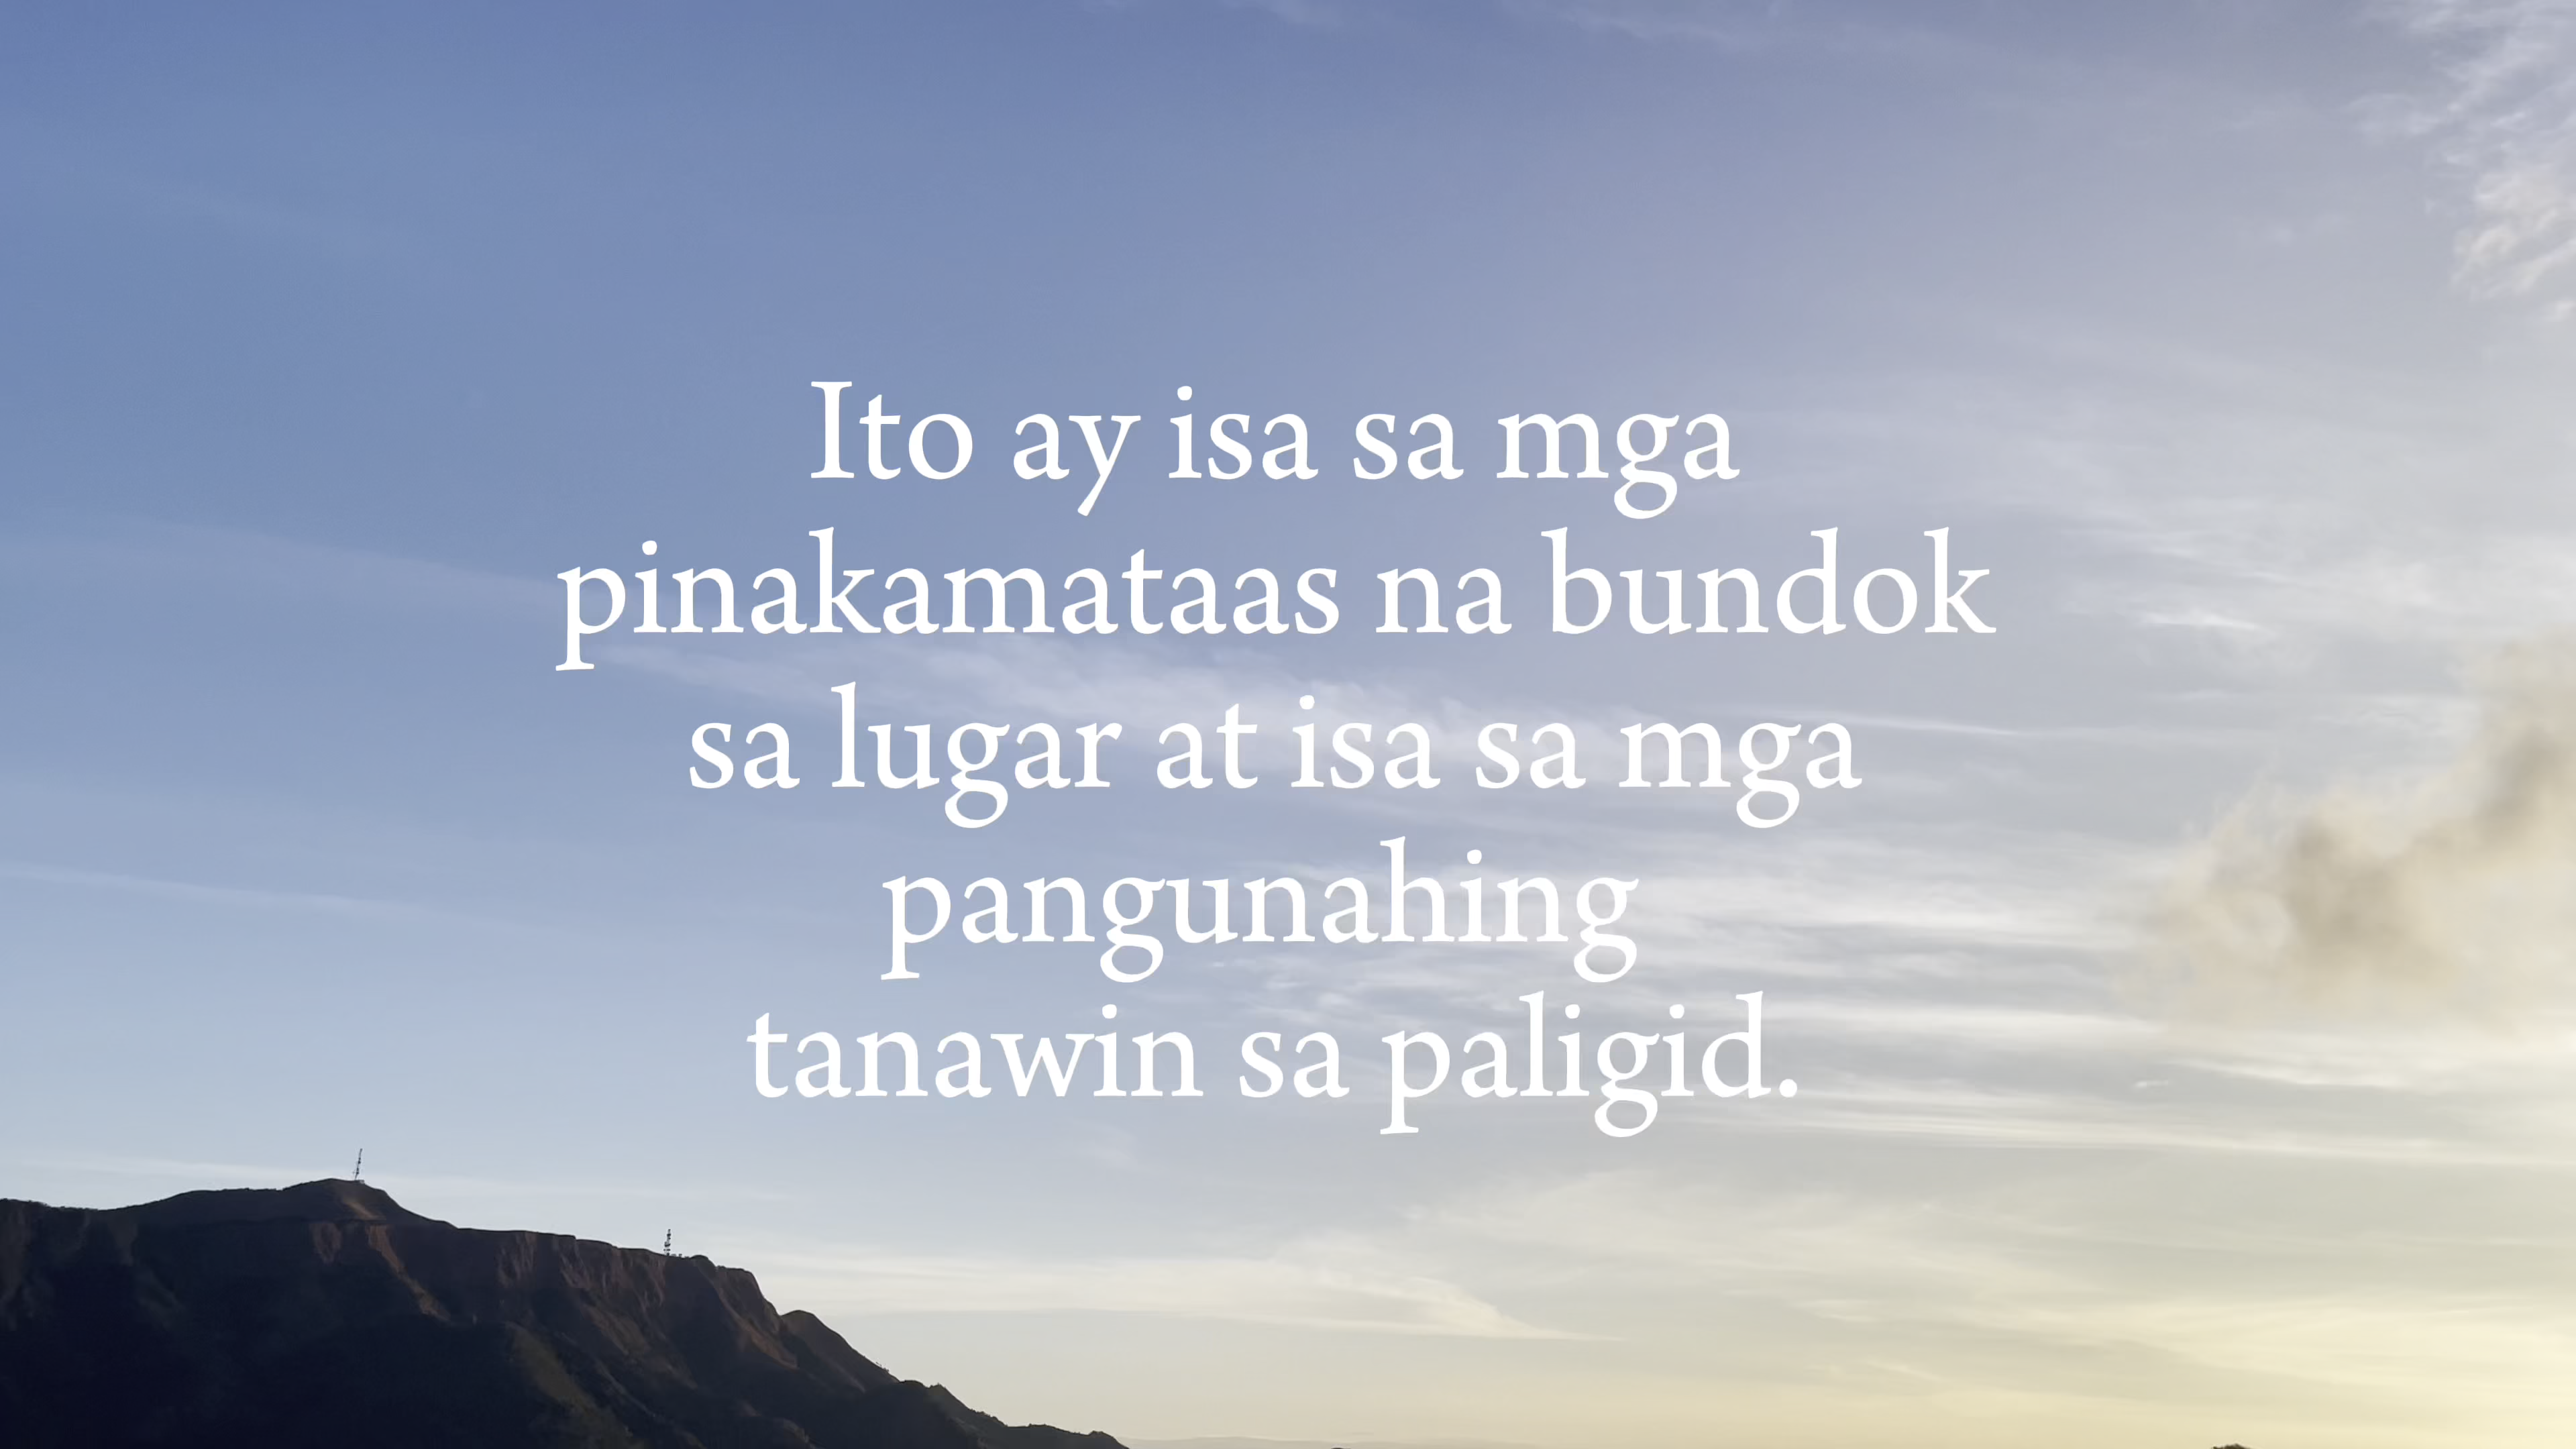 Ito ay isa sa mga
pinakamataas na bundok
sa lugar at isa sa mga
pangunahing
tanawin sa paligid.